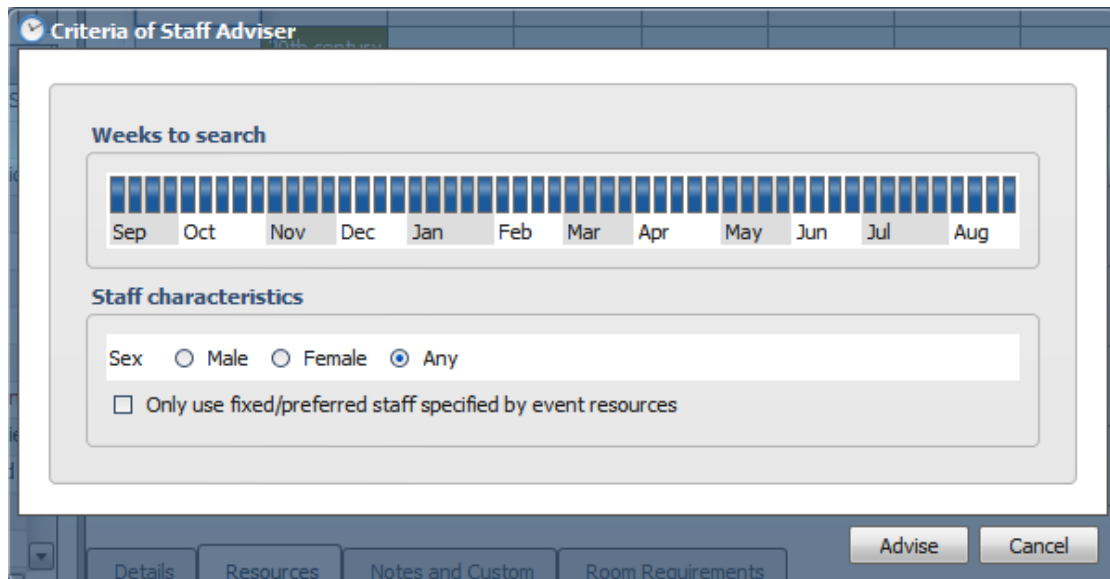 Criteria of Staff Adviser
20th century
Weeks to search
Sep Oct Nov Dec Jan Feb Mar Apr May Jun Jul Aug
Staff characteristics
Sex Male Female Any
Only use fixed/preferred staff specified by event resources
Advise Cancel
Details Resources Notes and Custom Room Requirements